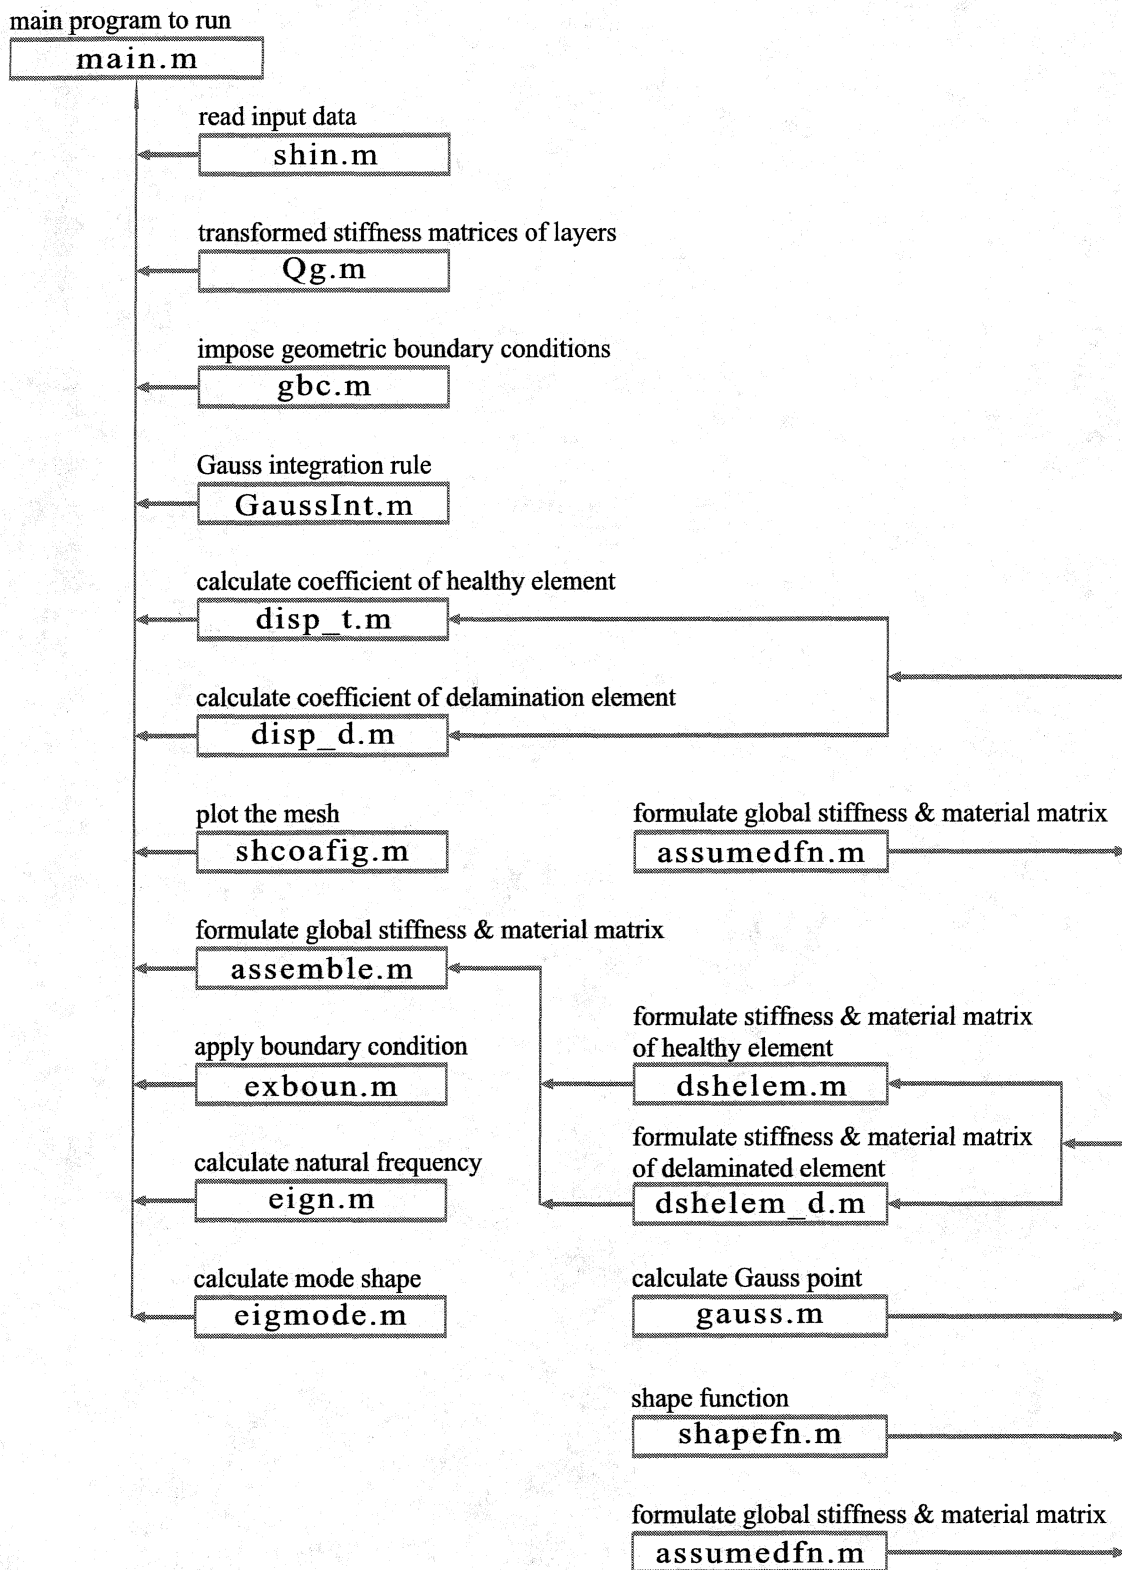 main program to run
main.m
read input data
shin.m
transformed stiffness matrices of layers
Qg.m
impose geometric boundary conditions
gbc.m
Gauss integration rule
GaussInt.m
calculate coefficient of healthy element
disp_t.m
calculate coefficient of delamination element
disp_d.m
plot the mesh
shcoafig.m
formulate global stiffness & material matrix
assumedfn.m
formulate global stiffness & material matrix
assemble.m
apply boundary condition
exboun.m
formulate stiffness & material matrix
of healthy element
dshelem.m
formulate stiffness & material matrix
of delaminated element
dshelem_d.m
calculate natural frequency
eign.m
calculate mode shape
eigmode.m
calculate Gauss point
gauss.m
shape function
shapefn.m
formulate global stiffness & material matrix
assumedfn.m